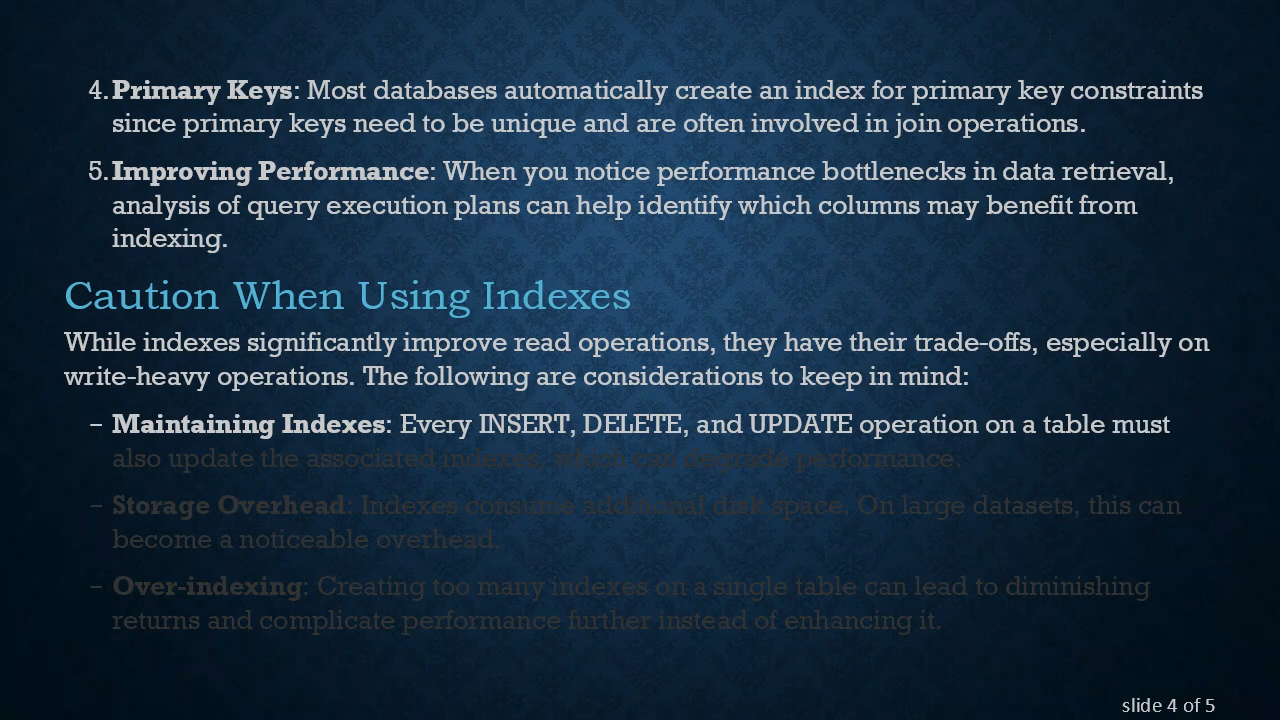 4. Primary Keys: Most databases automatically create an index for primary key constraints
since primary keys need to be unique and are often involved in join operations.
5. Improving Performance: When you notice performance bottlenecks in data retrieval,
analysis of query execution plans can help identify which columns may benefit from
indexing.
Caution When Using Indexes
While indexes significantly improve read operations, they have their trade-offs, especially on
write-heavy operations. The following are considerations to keep in mind:
– Maintaining Indexes: Every INSERT, DELETE, and UPDATE operation on a table must
also update the associated indexes, which can degrade performance.
– Storage Overhead: Indexes consume additional disk space. On large datasets, this can
become a noticeable overhead.
– Over-indexing: Creating too many indexes on a single table can lead to diminishing
returns and complicate performance further instead of enhancing it.
slide 4 of 5